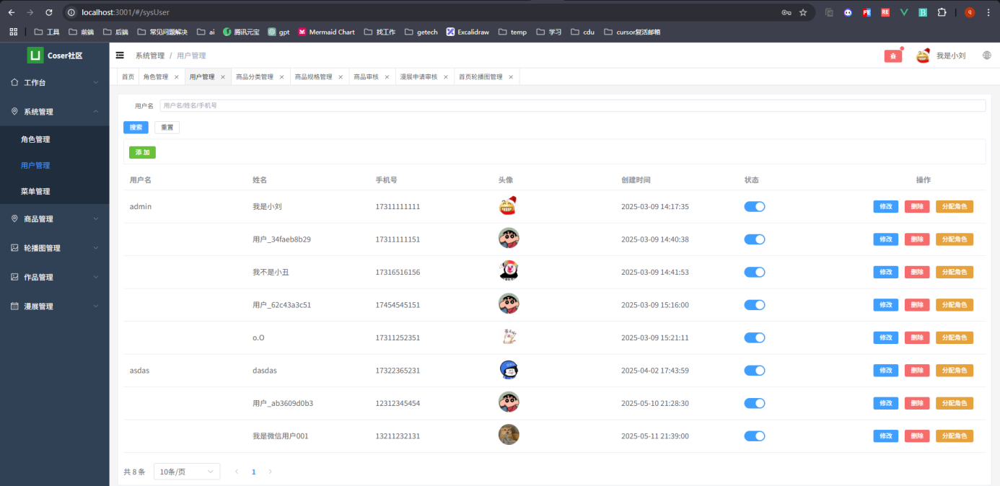 localhost:3001/#/sysUser
工具 前端 后端 常见问题解决 ai 腾讯元宝 gpt Mermaid Chart 找工作 getech Excalidraw temp 学习 cdu cursor复活邮箱
Coser社区
系统管理 / 用户管理
我是小刘
首页 角色管理 用户管理 商品分类管理 商品规格管理 商品审核 漫展申请审核 首页轮播图管理
工作台
系统管理
角色管理
用户管理
菜单管理
商品管理
轮播图管理
作品管理
漫展管理
用户名 用户名/姓名/手机号
搜索 重置
添加
用户名 姓名 手机号 头像 创建时间 状态 操作
admin 我是小刘 17311111111 2025-03-09 14:17:35 修改 删除 分配角色
用户_34faeb8b29 17311111151 2025-03-09 14:40:38 修改 删除 分配角色
我不是小丑 17316516156 2025-03-09 14:41:53 修改 删除 分配角色
用户_62c43a3c51 17454545151 2025-03-09 15:16:00 修改 删除 分配角色
o.O 17311252351 2025-03-09 15:21:11 修改 删除 分配角色
asdas dasdas 17322365231 2025-04-02 17:43:59 修改 删除 分配角色
用户_ab3609d0b3 12312345454 2025-05-10 21:28:30 修改 删除 分配角色
我是微信用户001 13211232131 2025-05-11 21:39:00 修改 删除 分配角色
共 8 条 10条/页 1